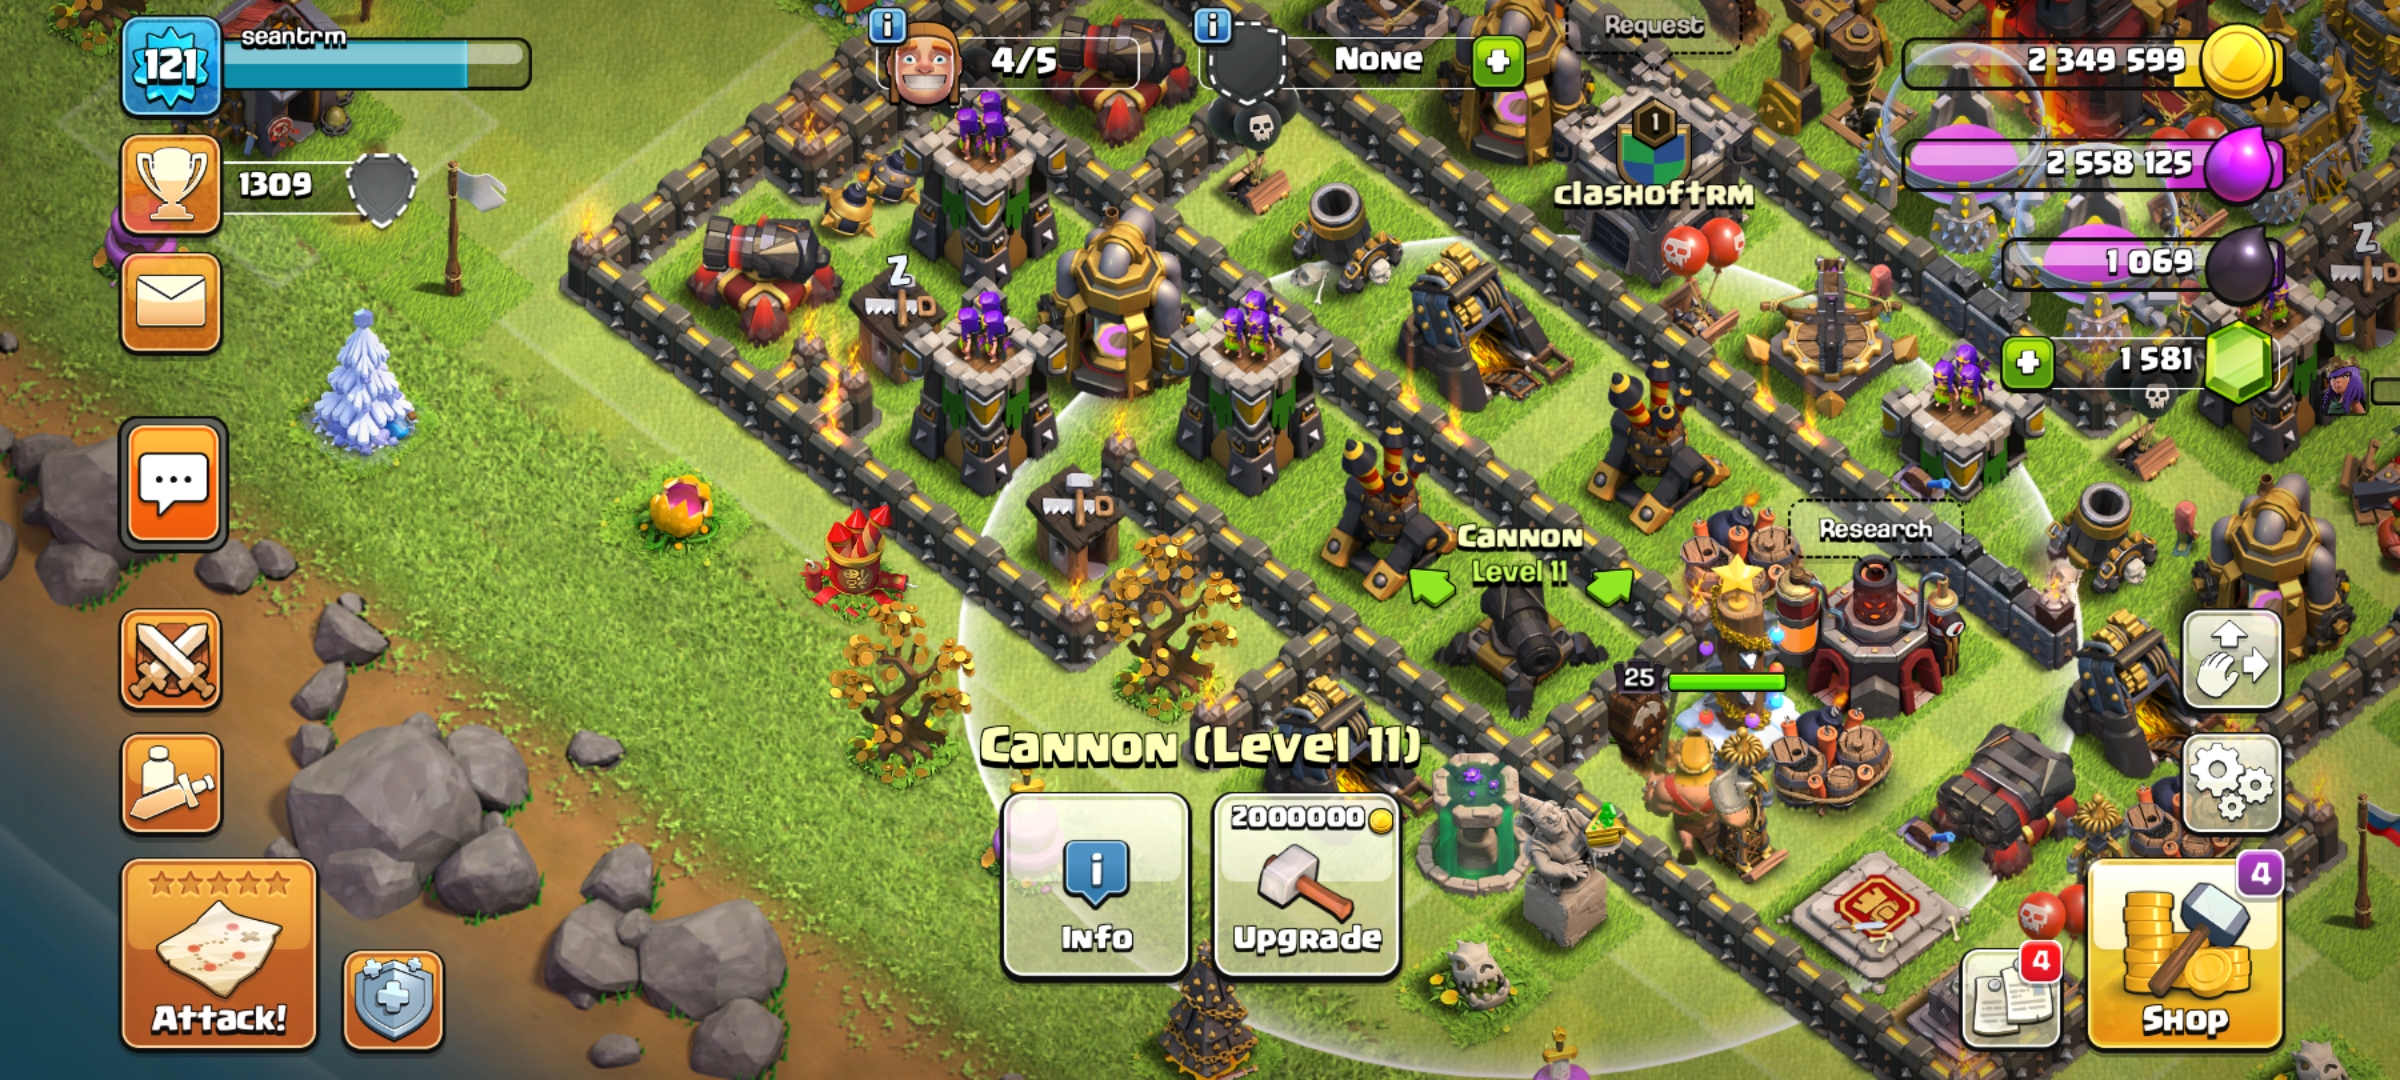 121
seantrm
4/5
None
Request
2 349 599
1309
1
clashoftRM
2 558 125
1 069
1 581
Z
Z
Research
Cannon
Level 11
25
Cannon (Level 11)
2000000
Info
Upgrade
Attack!
4
4
Shop